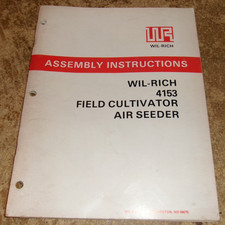 WR
WIL-RICH
ASSEMBLY INSTRUCTIONS
WIL-RICH
4153
FIELD CULTIVATOR
AIR SEEDER